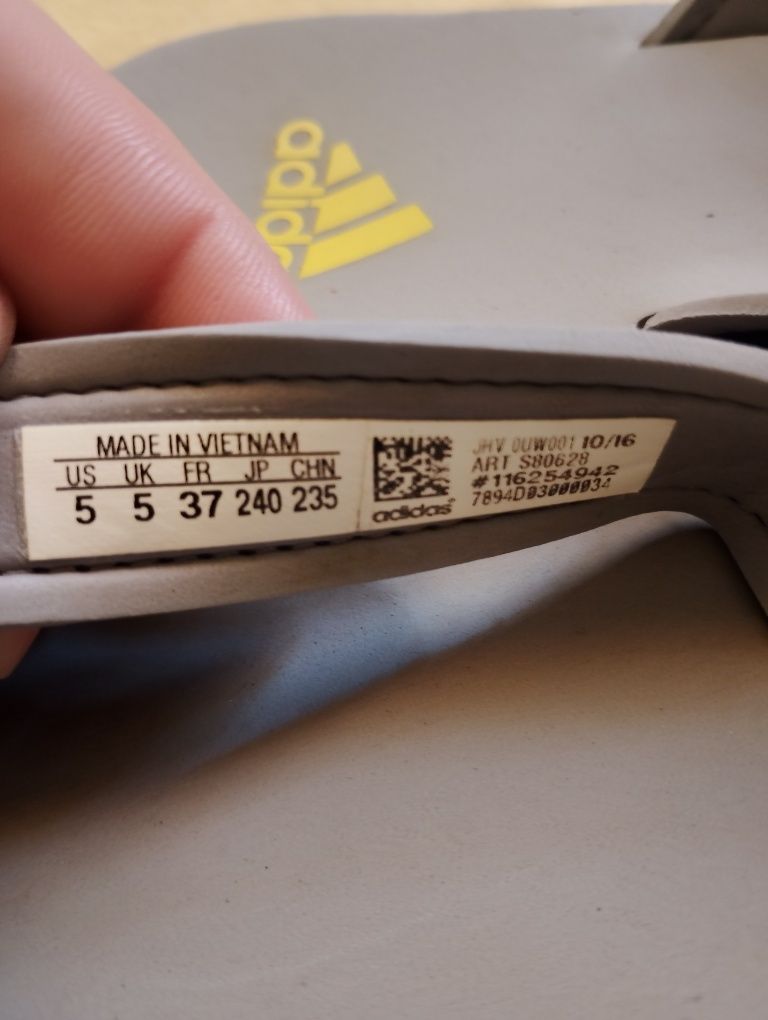 adidas
MADE IN VIETNAM
US UK FR JP CHN
5 5 37 240 235
adidas
JHV 0UW001 10/16
ART S80628
#116254942
7894D03000034